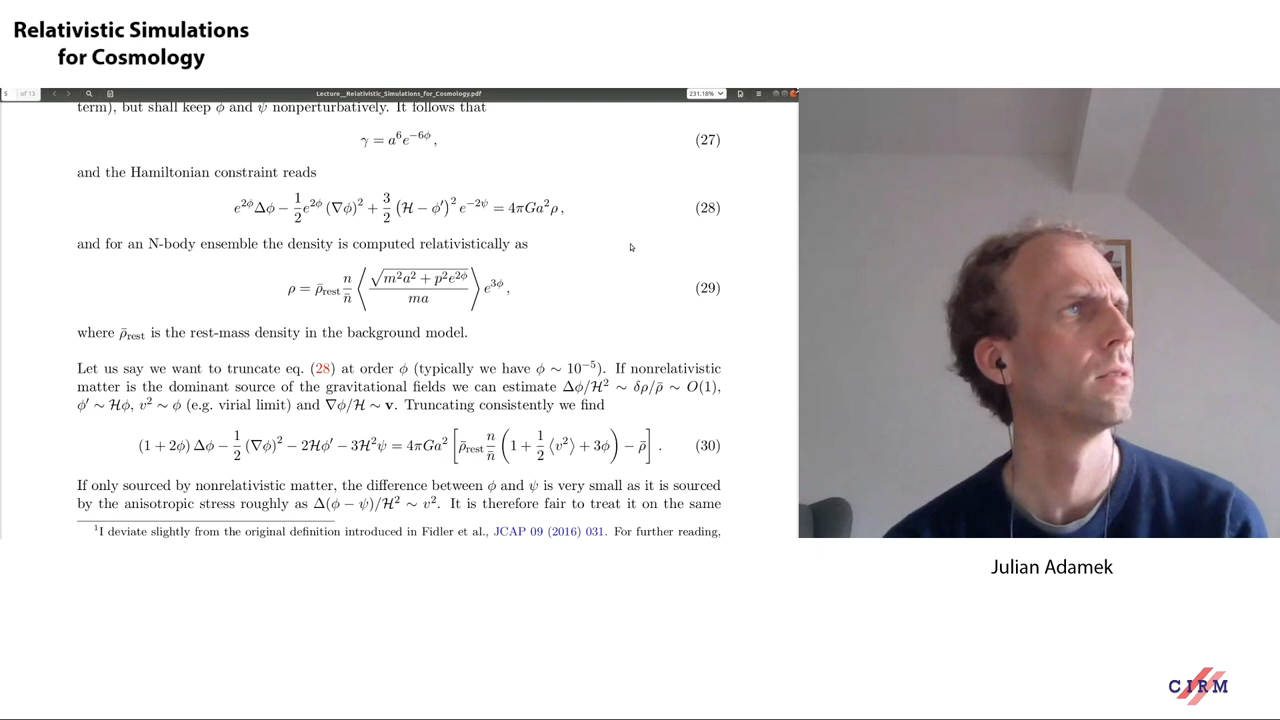 Relativistic Simulations
for Cosmology
5 of 13
Lecture__Relativistic_Simulations_for_Cosmology.pdf
231.18%
term), but shall keep ϕ and ψ nonperturbatively. It follows that
γ = a⁶e⁻⁶ᵠ , (27)
and the Hamiltonian constraint reads
e^{2ϕ}Δϕ − 1/2 e^{2ϕ} (∇ϕ)² + 3/2 (ℋ − ϕ′)² e^{−2ψ} = 4πGa²ρ , (28)
and for an N-body ensemble the density is computed relativistically as
ρ = ρ̄_rest n/n̄ ⟨ √(m²a² + p²e^{2ϕ}) / ma ⟩ e^{3ϕ} , (29)
where ρ̄_rest is the rest-mass density in the background model.
Let us say we want to truncate eq. (28) at order ϕ (typically we have ϕ ∼ 10⁻⁵). If nonrelativistic
matter is the dominant source of the gravitational fields we can estimate Δϕ/ℋ² ∼ δρ/ρ̄ ∼ O(1),
ϕ′ ∼ ℋϕ, v² ∼ ϕ (e.g. virial limit) and ∇ϕ/ℋ ∼ v. Truncating consistently we find
(1 + 2ϕ) Δϕ − 1/2 (∇ϕ)² − 2ℋϕ′ − 3ℋ²ψ = 4πGa² [ ρ̄_rest n/n̄ ( 1 + 1/2 ⟨v²⟩ + 3ϕ ) − ρ̄ ] . (30)
If only sourced by nonrelativistic matter, the difference between ϕ and ψ is very small as it is sourced
by the anisotropic stress roughly as Δ(ϕ − ψ)/ℋ² ∼ v². It is therefore fair to treat it on the same
¹I deviate slightly from the original definition introduced in Fidler et al., JCAP 09 (2016) 031. For further reading,
Julian Adamek
CIRM